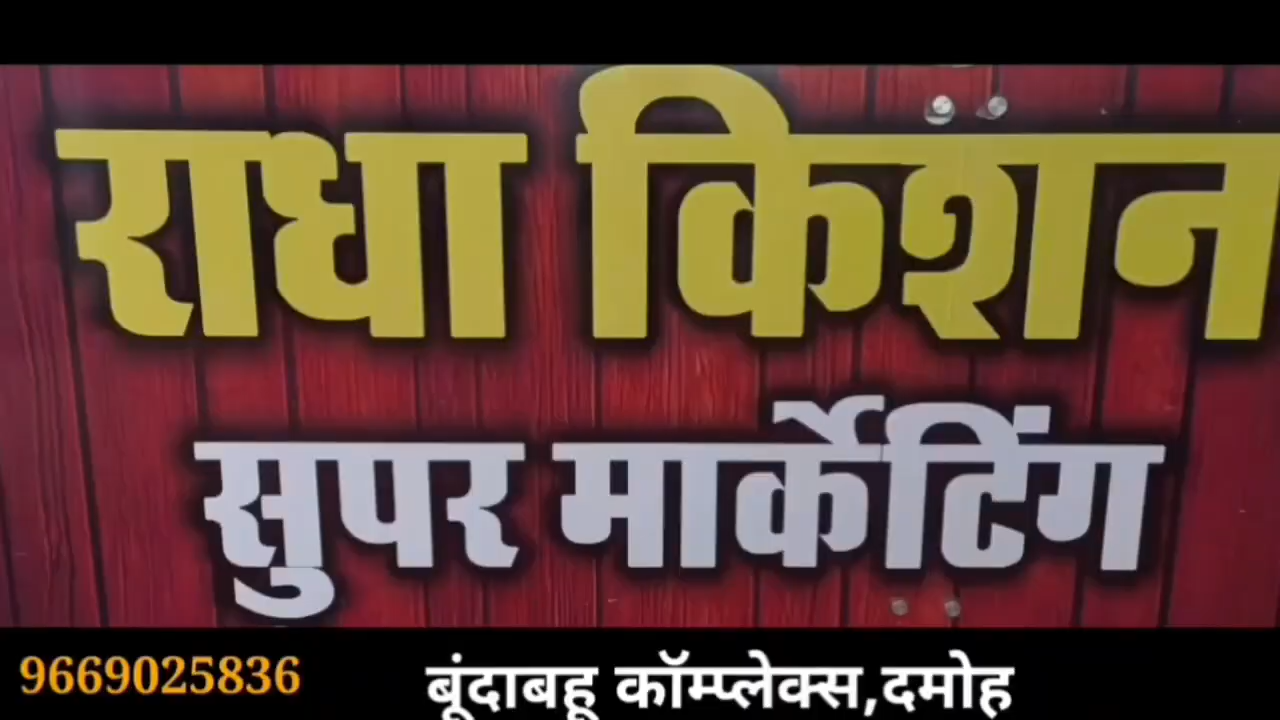 राधा किशन
सुपर मार्केटिंग
9669025836 बूंदाबहू कॉम्प्लेक्स,दमोह